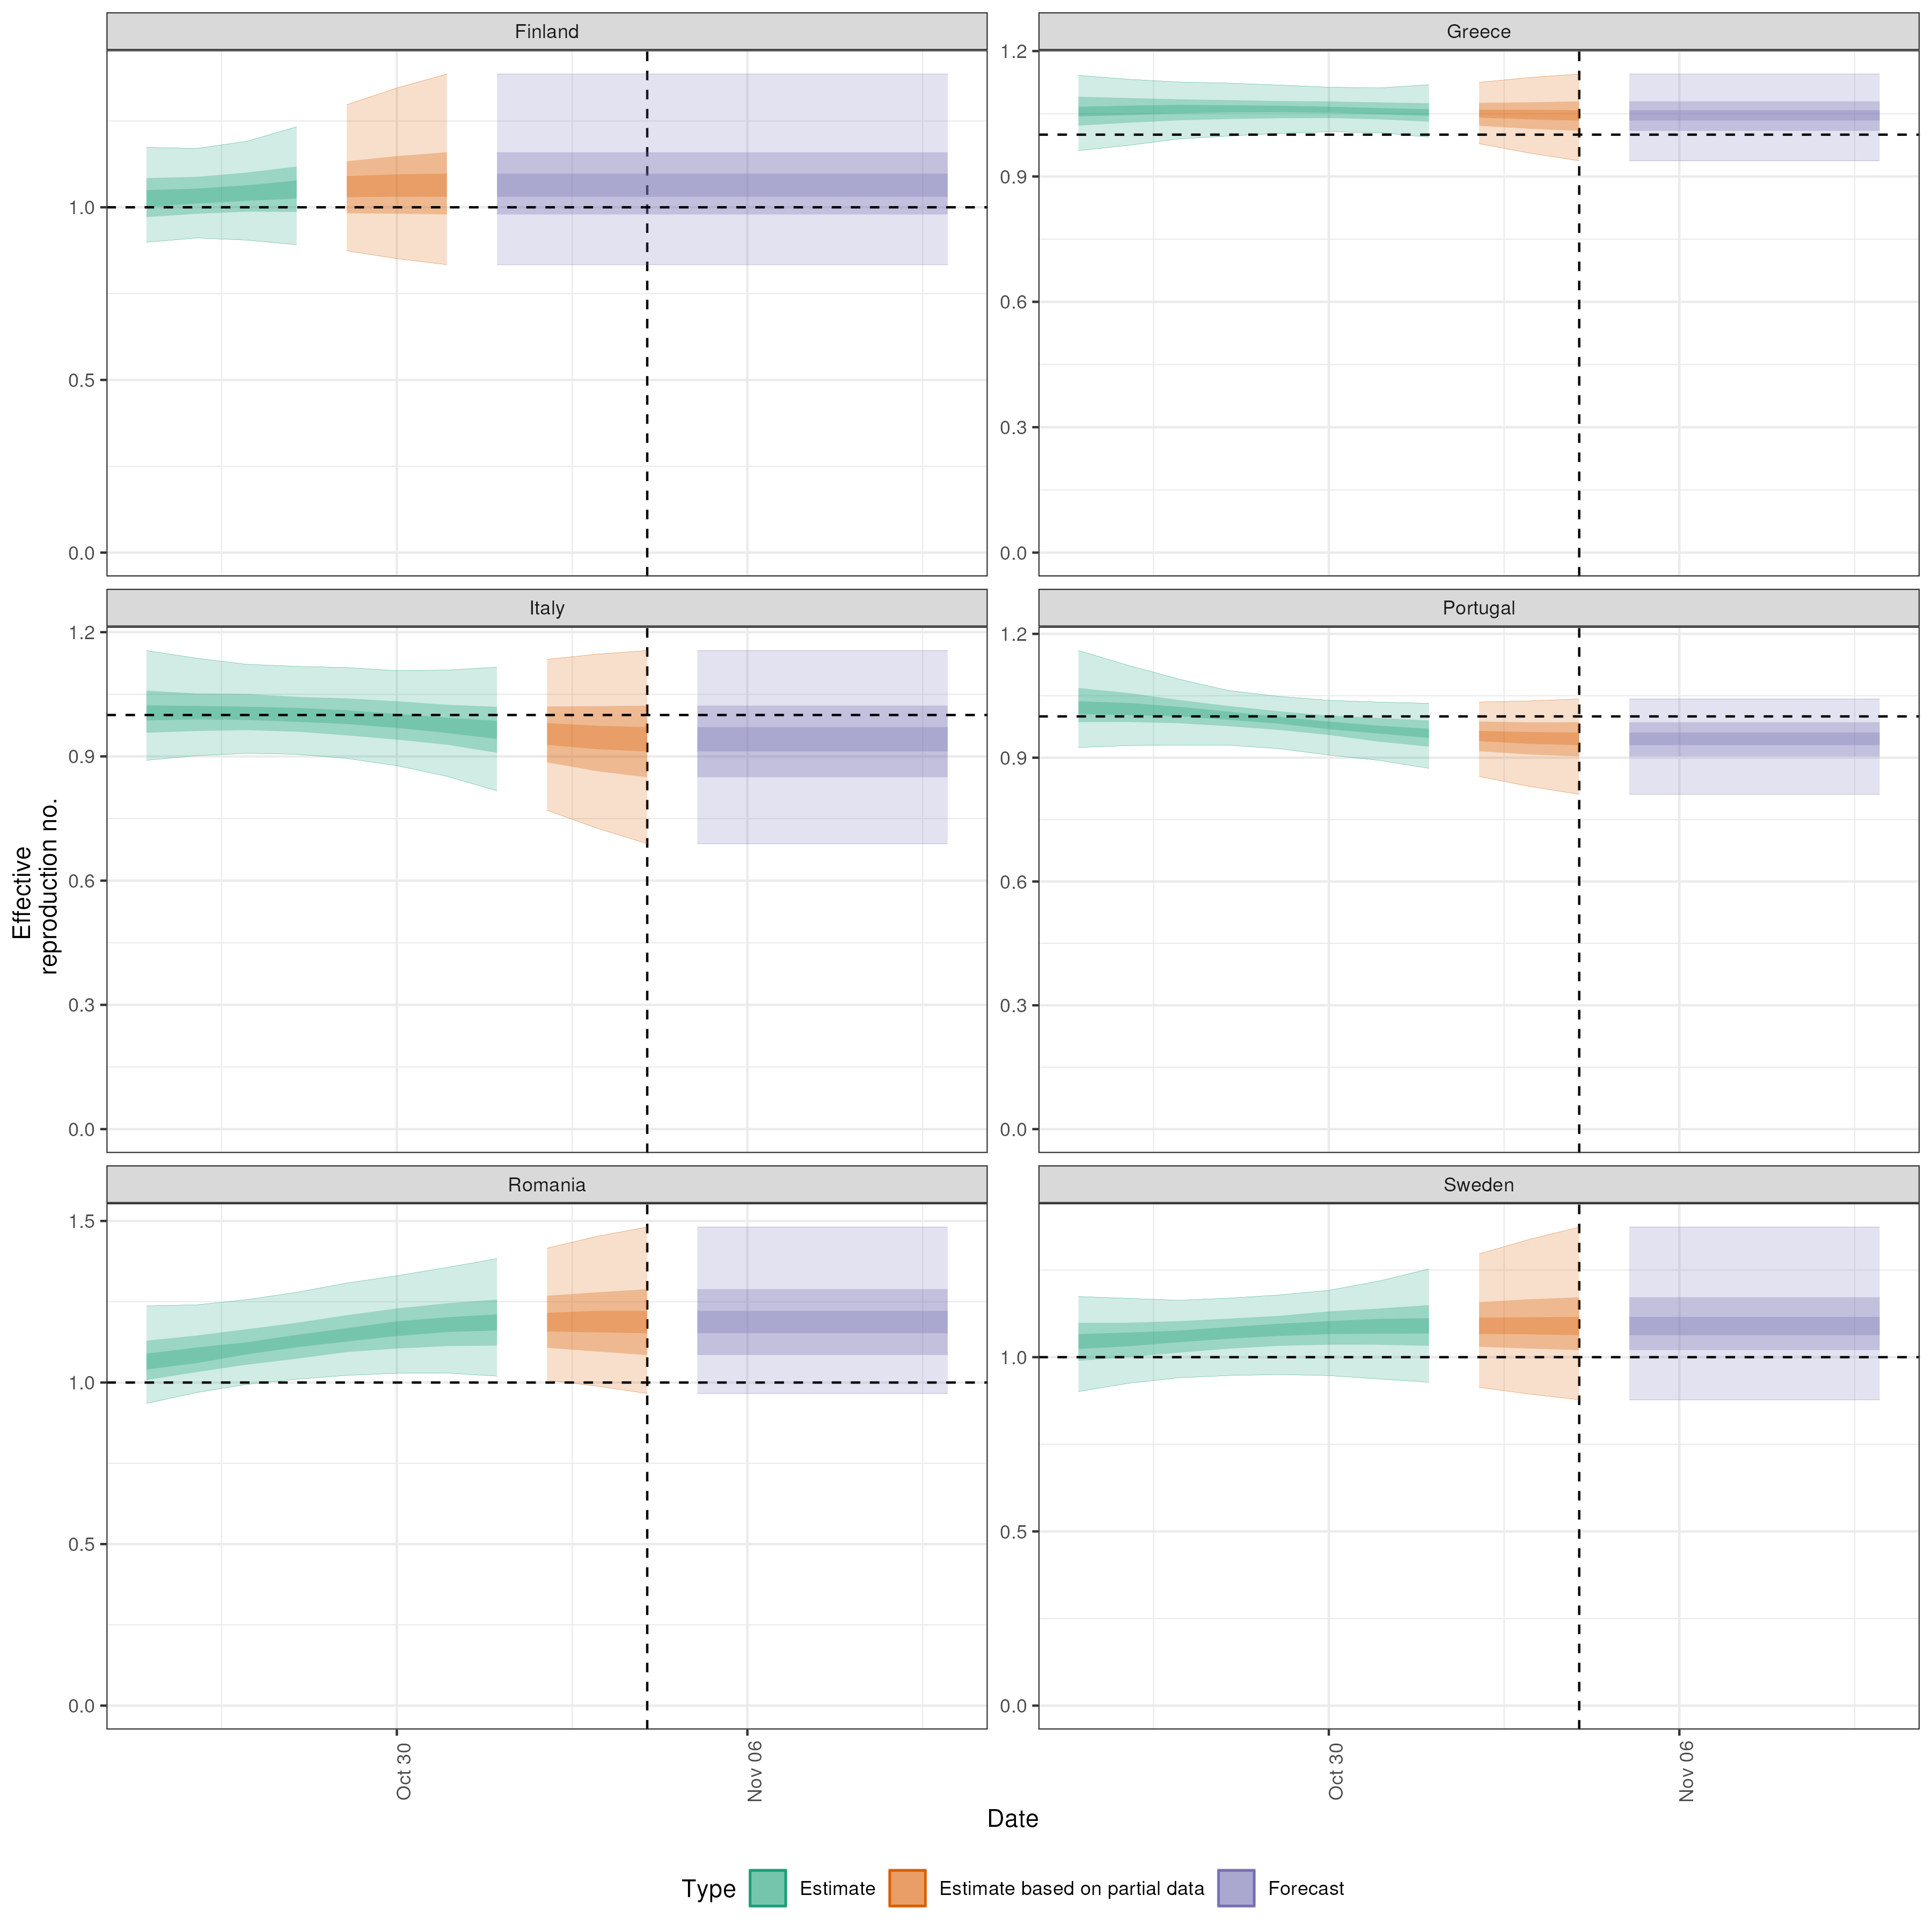 Finland
Greece
1.0
0.5
0.0
1.2
0.9
0.6
0.3
0.0
Italy
Portugal
1.2
0.9
0.6
0.3
0.0
1.2
0.9
0.6
0.3
0.0
Effective
reproduction no.
Romania
Sweden
1.5
1.0
0.5
0.0
1.0
0.5
0.0
Oct 30
Nov 06
Oct 30
Nov 06
Date
Type
Estimate
Estimate based on partial data
Forecast